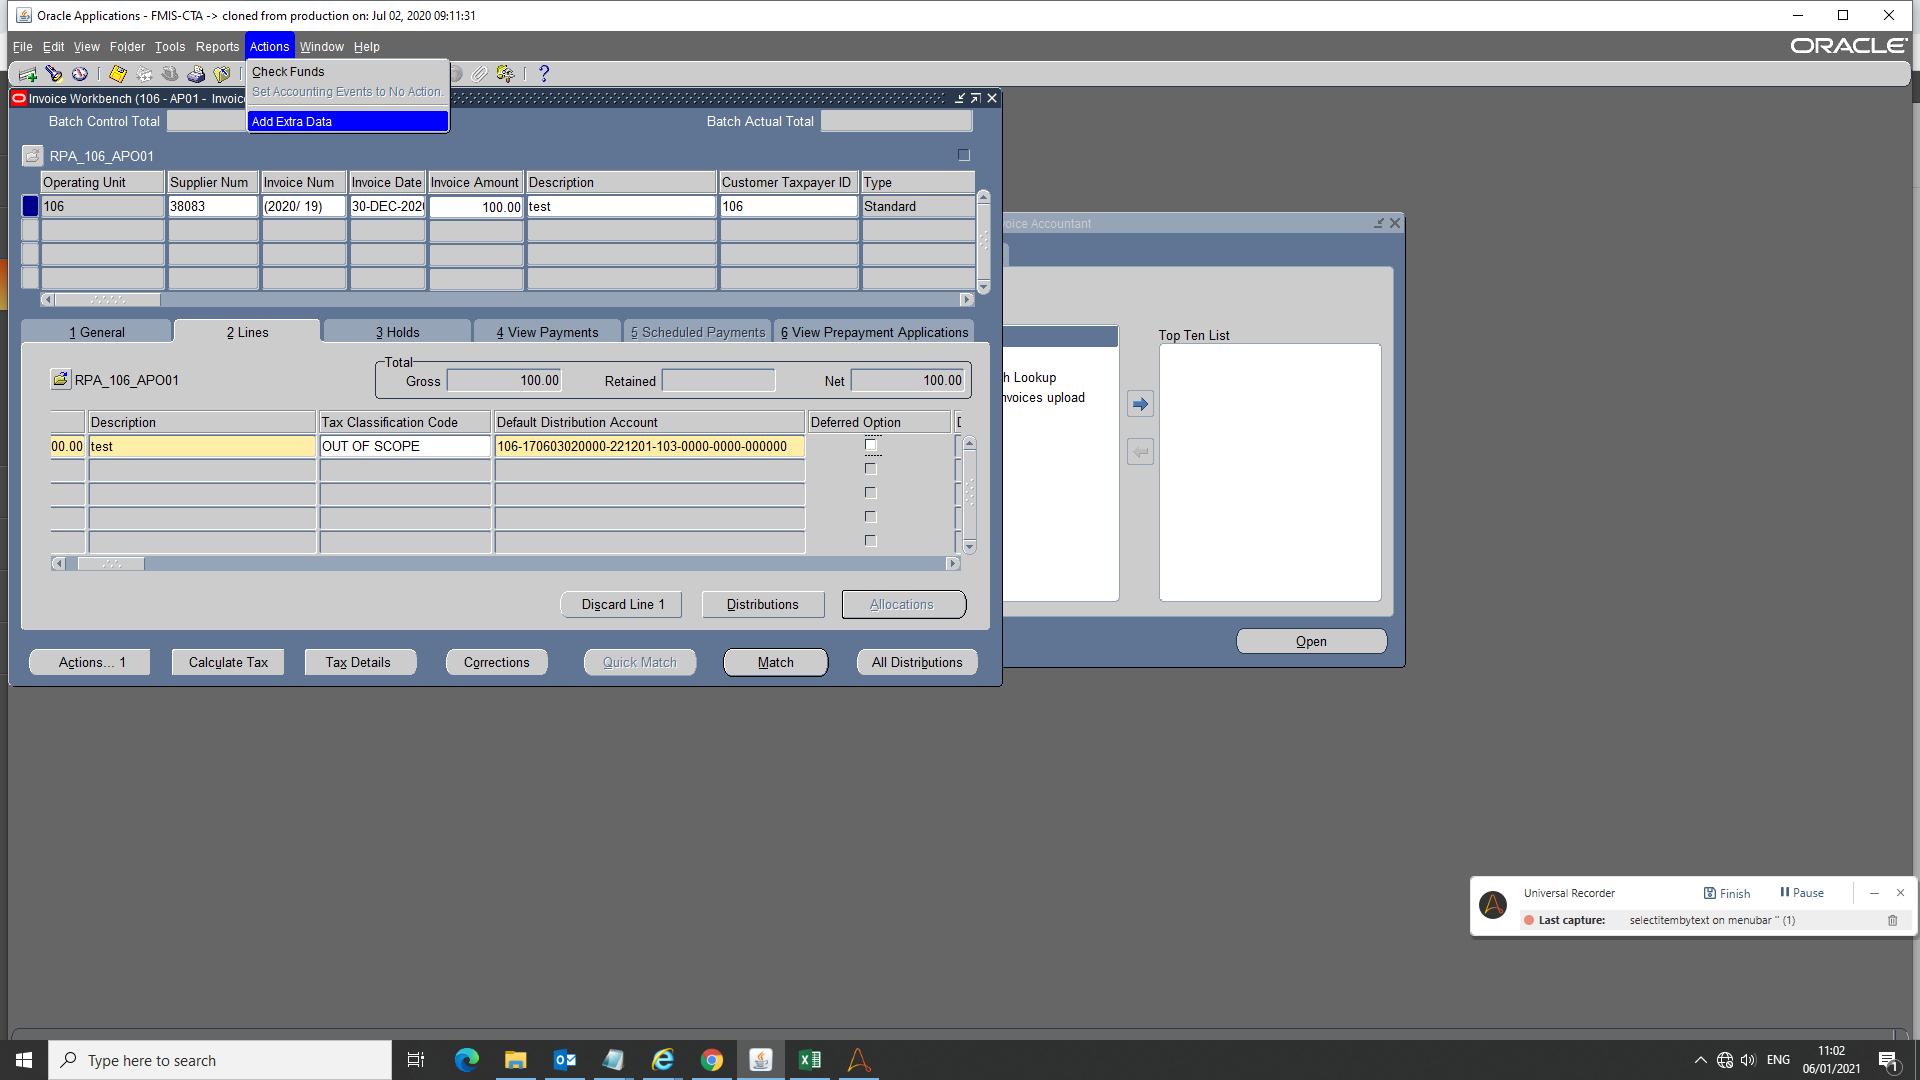 Oracle Applications - FMIS-CTA -> cloned from production on: Jul 02, 2020 09:11:31
File Edit View Folder Tools Reports Actions Window Help
ORACLE
Check Funds
Set Accounting Events to No Action.
Add Extra Data
Invoice Workbench (106 - AP01 - Invoic
Batch Control Total
Batch Actual Total
RPA_106_APO01
Operating Unit Supplier Num Invoice Num Invoice Date Invoice Amount Description Customer Taxpayer ID Type
106 38083 (2020/ 19) 30-DEC-202 100.00 test 106 Standard
oice Accountant
1 General 2 Lines 3 Holds 4 View Payments 5 Scheduled Payments 6 View Prepayment Applications
Top Ten List
Total
RPA_106_APO01 Gross 100.00 Retained Net 100.00
h Lookup
nvoices upload
Description Tax Classification Code Default Distribution Account Deferred Option
00.00 test OUT OF SCOPE 106-170603020000-221201-103-0000-0000-000000
Discard Line 1 Distributions Allocations
Open
Actions... 1 Calculate Tax Tax Details Corrections Quick Match Match All Distributions
Universal Recorder Finish Pause
Last capture: selectitembytext on menubar '' (1)
Type here to search
ENG
11:02
06/01/2021
1